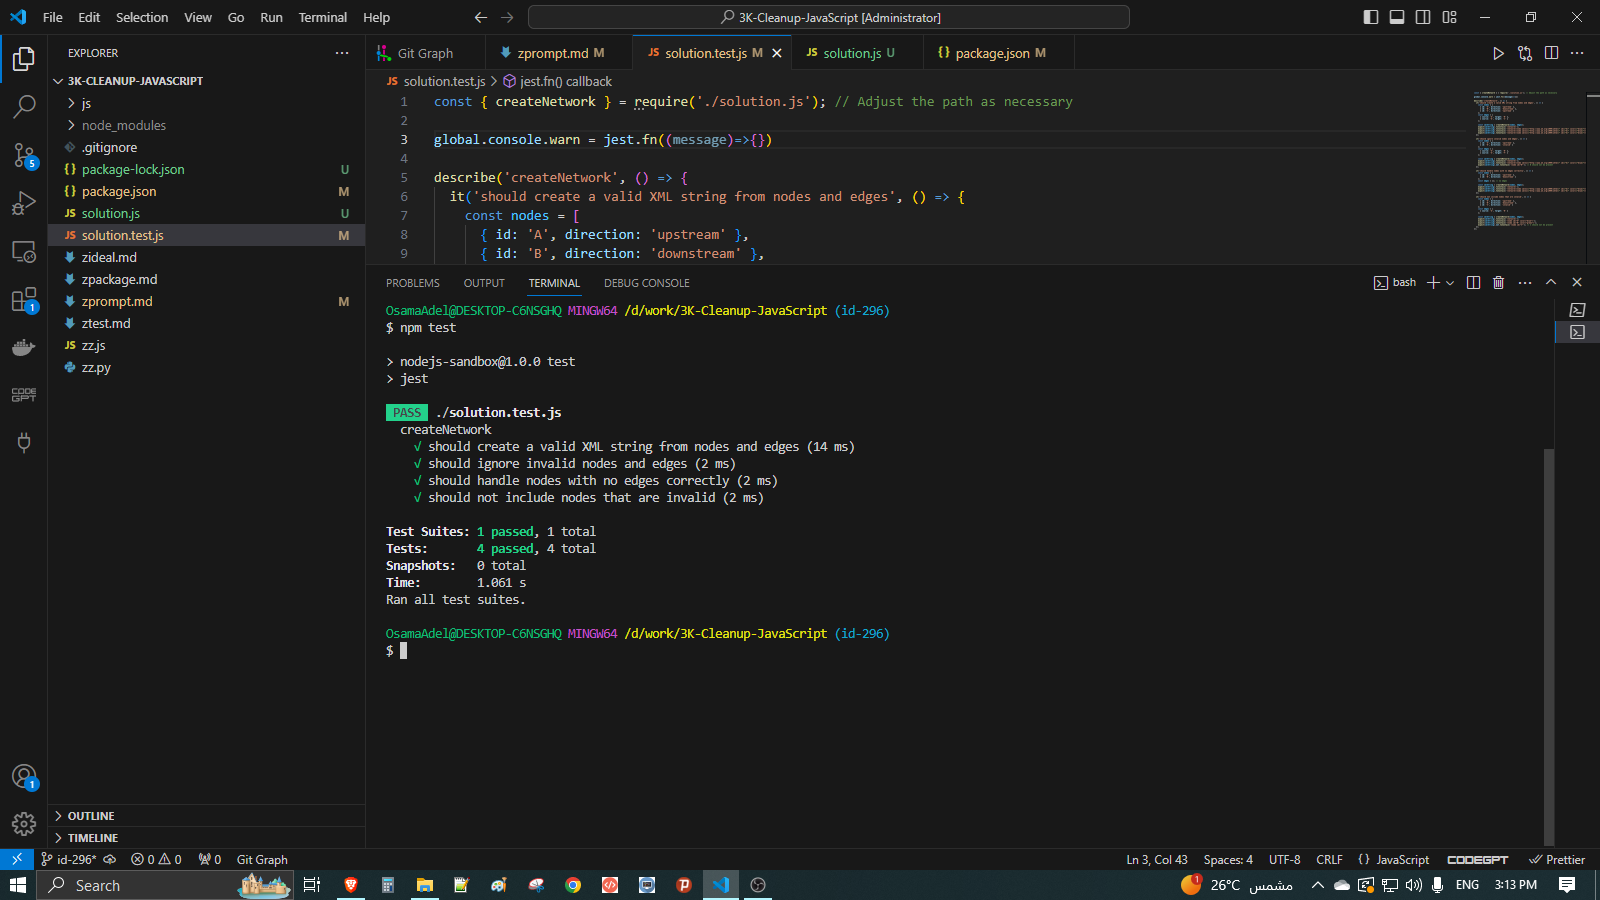 File Edit Selection View Go Run Terminal Help
3K-Cleanup-JavaScript [Administrator]
EXPLORER
3K-CLEANUP-JAVASCRIPT
js
node_modules
.gitignore
package-lock.json U
package.json M
solution.js U
solution.test.js M
zideal.md
zpackage.md
zprompt.md M
ztest.md
zz.js
zz.py
OUTLINE
TIMELINE
5
1
CODE GPT
1
Git Graph
zprompt.md M
JS solution.test.js M
JS solution.js U
{} package.json M
JS solution.test.js > jest.fn() callback
1 const { createNetwork } = require('./solution.js'); // Adjust the path as necessary
2
3 global.console.warn = jest.fn((message)=>{})
4
5 describe('createNetwork', () => {
6 it('should create a valid XML string from nodes and edges', () => {
7 const nodes = [
8 { id: 'A', direction: 'upstream' },
9 { id: 'B', direction: 'downstream' },
PROBLEMS OUTPUT TERMINAL DEBUG CONSOLE
bash
OsamaAdel@DESKTOP-C6NSGHQ MINGW64 /d/work/3K-Cleanup-JavaScript (id-296)
$ npm test
> nodejs-sandbox@1.0.0 test
> jest
PASS ./solution.test.js
createNetwork
√ should create a valid XML string from nodes and edges (14 ms)
√ should ignore invalid nodes and edges (2 ms)
√ should handle nodes with no edges correctly (2 ms)
√ should not include nodes that are invalid (2 ms)
Test Suites: 1 passed, 1 total
Tests: 4 passed, 4 total
Snapshots: 0 total
Time: 1.061 s
Ran all test suites.
OsamaAdel@DESKTOP-C6NSGHQ MINGW64 /d/work/3K-Cleanup-JavaScript (id-296)
$
id-296* 0 0 0 Git Graph
Ln 3, Col 43 Spaces: 4 UTF-8 CRLF {} JavaScript CODEGPT Prettier
Search
1 26°C مشمس ENG 3:13 PM